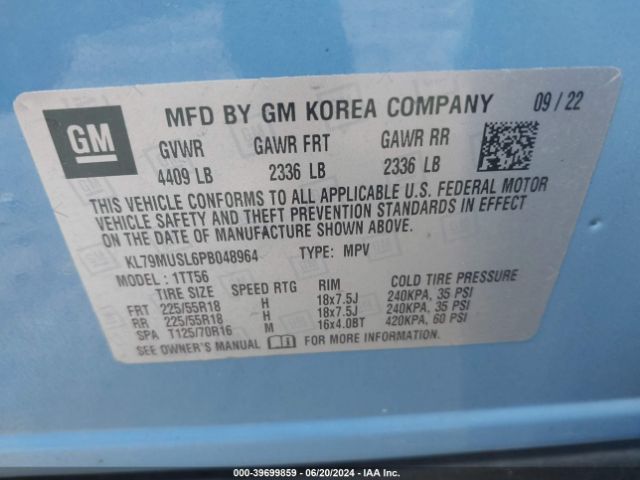 GM
MFD BY GM KOREA COMPANY 09/22
GVWR GAWR FRT GAWR RR
4409 LB 2336 LB 2336 LB
THIS VEHICLE CONFORMS TO ALL APPLICABLE U.S. FEDERAL MOTOR
VEHICLE SAFETY AND THEFT PREVENTION STANDARDS IN EFFECT
ON THE DATE OF MANUFACTURE SHOWN ABOVE.
KL79MUSL6PB048964 TYPE: MPV
MODEL: 1TT56
TIRE SIZE SPEED RTG RIM COLD TIRE PRESSURE
FRT 225/55R18 H 18x7.5J 240KPA, 35 PSI
RR 225/55R18 H 18x7.5J 240KPA, 35 PSI
SPA T125/70R16 M 16x4.0BT 420KPA, 60 PSI
SEE OWNER'S MANUAL FOR MORE INFORMATION.
000-39699859 - 06/20/2024 - IAA Inc.